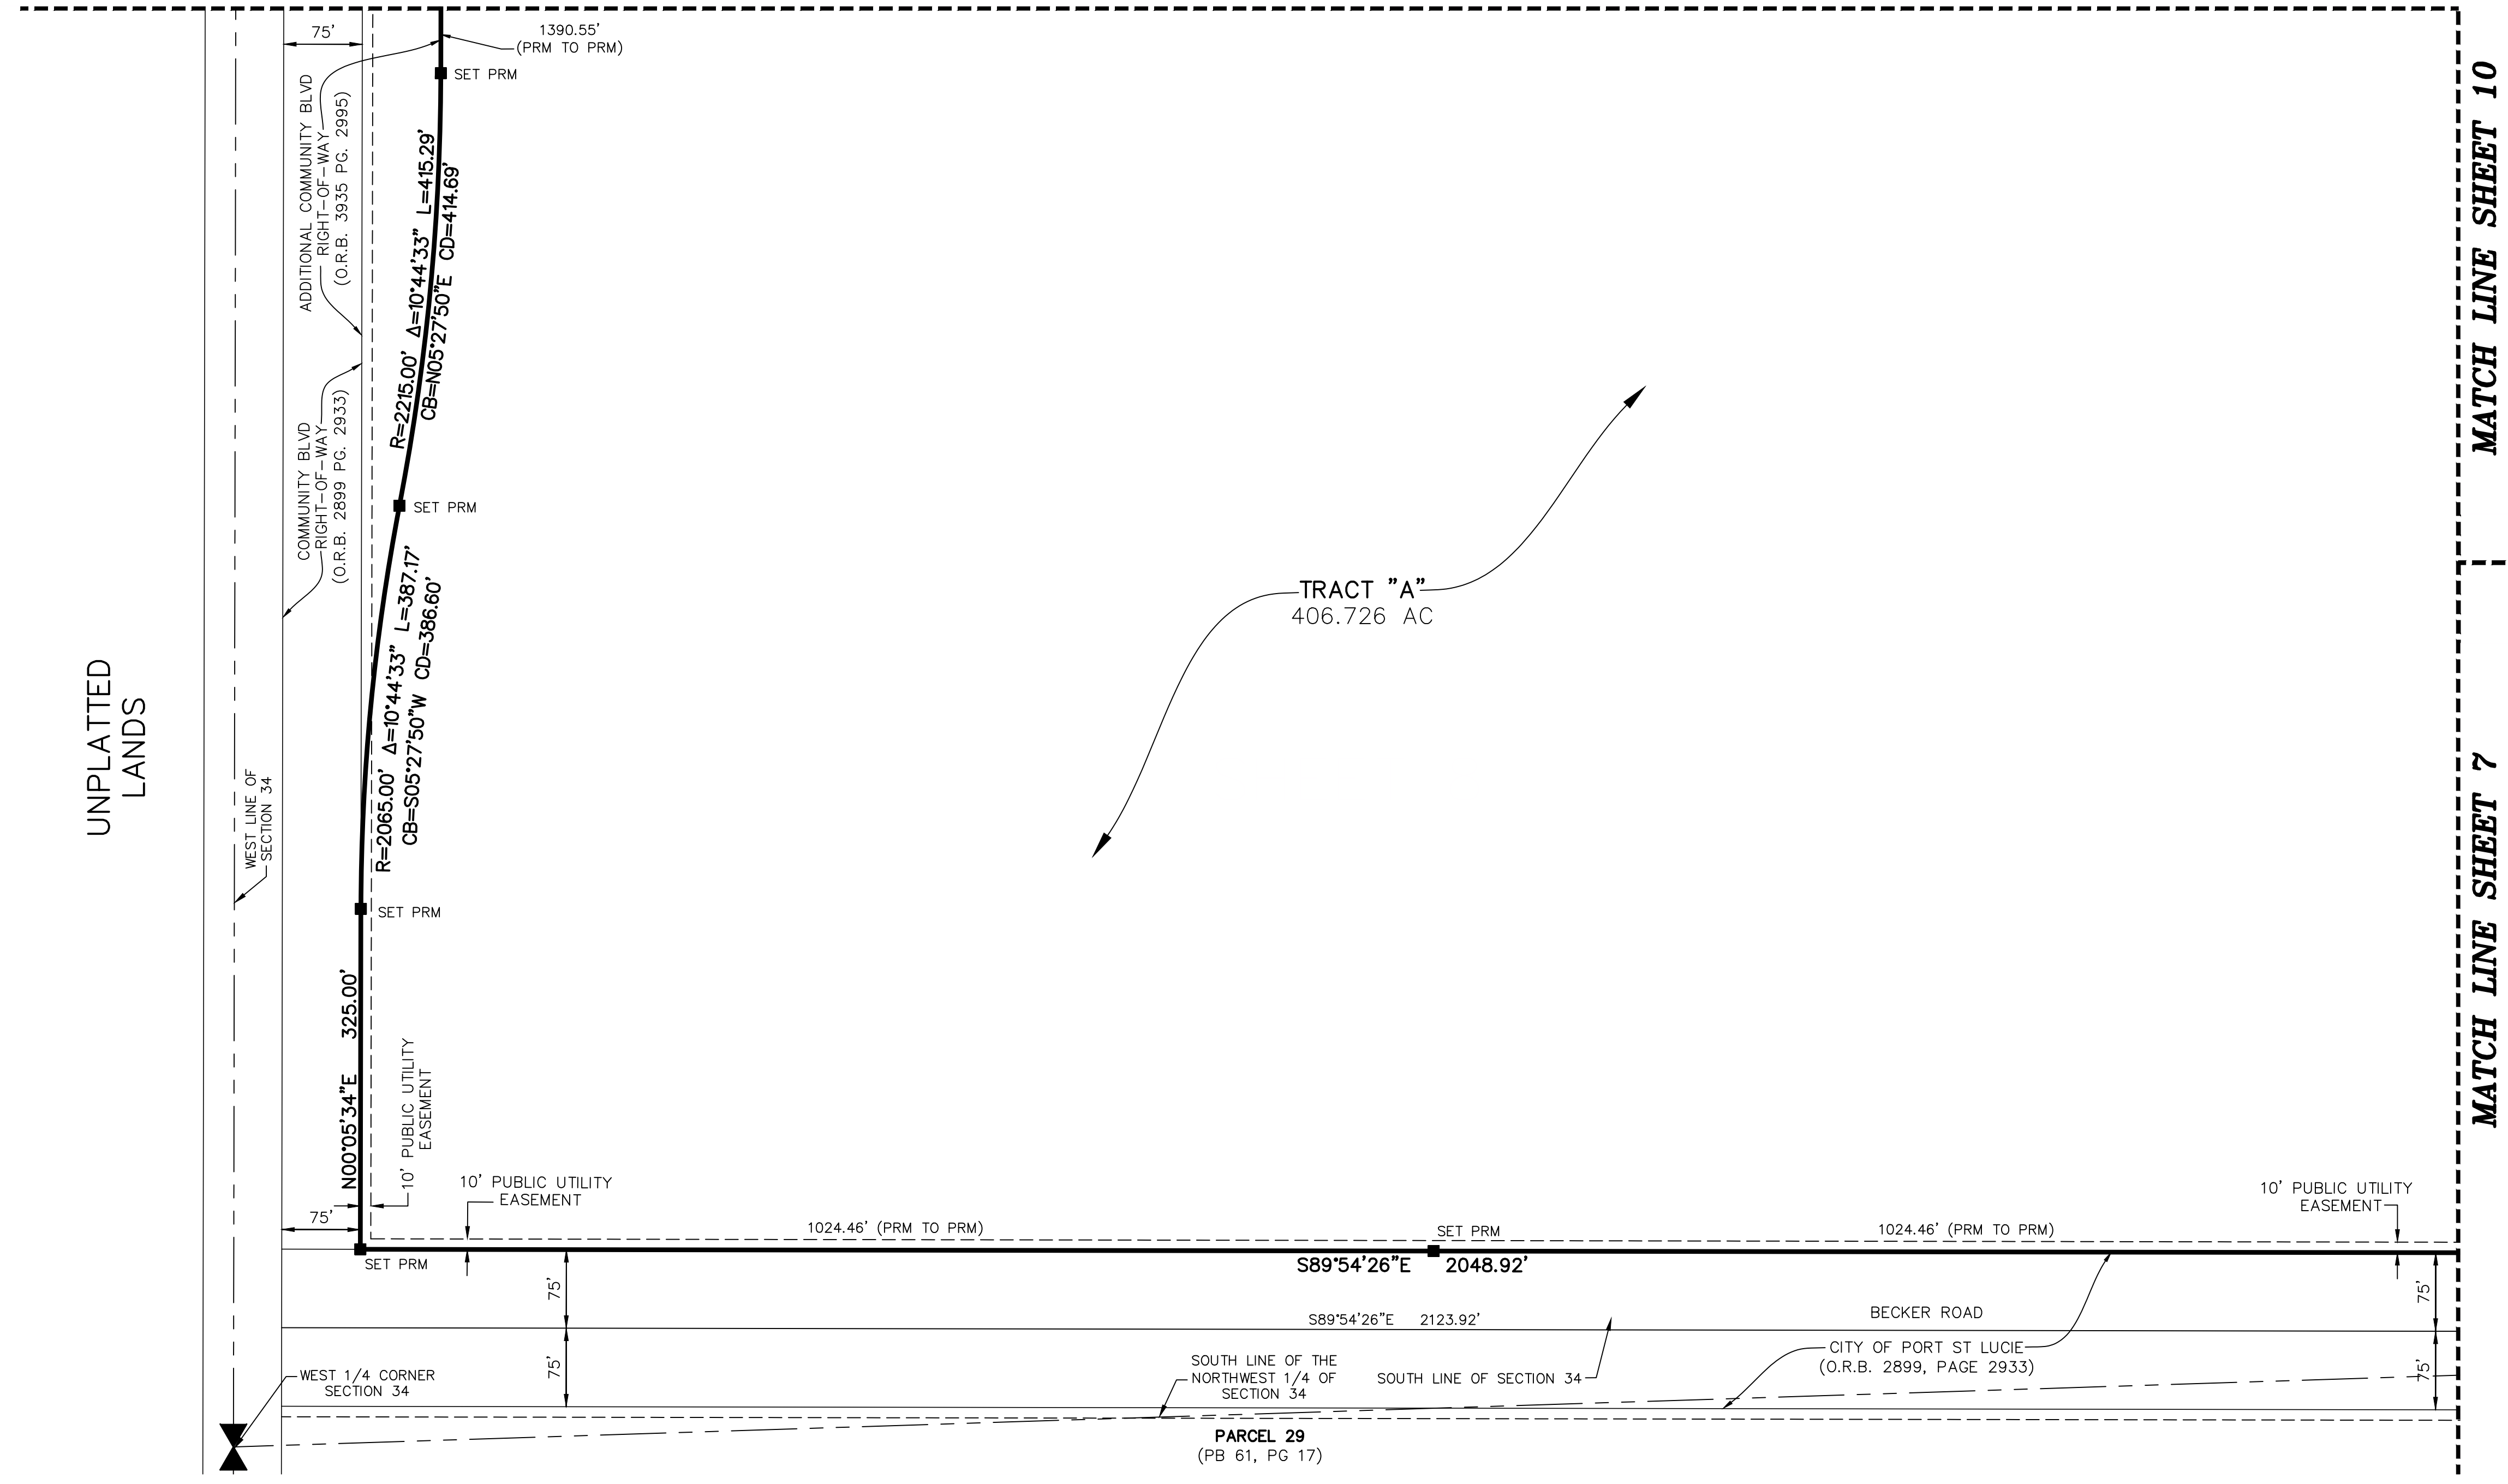 75'
1390.55'
(PRM TO PRM)
SET PRM
ADDITIONAL COMMUNITY BLVD
RIGHT-OF-WAY
(O.R.B. 3935 PG. 2995)
R=2215.00' Δ=10°44'33" L=415.29'
CB=N05°27'50"E CD=414.69'
MATCH LINE SHEET 10
COMMUNITY BLVD
RIGHT-OF-WAY
(O.R.B. 2899 PG. 2933)
SET PRM
R=2065.00' Δ=10°44'33" L=387.17'
CB=S05°27'50"W CD=386.60'
TRACT "A"
406.726 AC
UNPLATTED
LANDS
WEST LINE OF
SECTION 34
SET PRM
MATCH LINE SHEET 7
N00°05'34"E 325.00'
10' PUBLIC UTILITY
EASEMENT
10' PUBLIC UTILITY
EASEMENT
10' PUBLIC UTILITY
EASEMENT
75'
1024.46' (PRM TO PRM)
SET PRM
1024.46' (PRM TO PRM)
SET PRM
S89°54'26"E 2048.92'
75'
75'
S89°54'26"E 2123.92'
BECKER ROAD
CITY OF PORT ST LUCIE
(O.R.B. 2899, PAGE 2933)
75'
75'
WEST 1/4 CORNER
SECTION 34
SOUTH LINE OF THE
NORTHWEST 1/4 OF
SECTION 34
SOUTH LINE OF SECTION 34
PARCEL 29
(PB 61, PG 17)